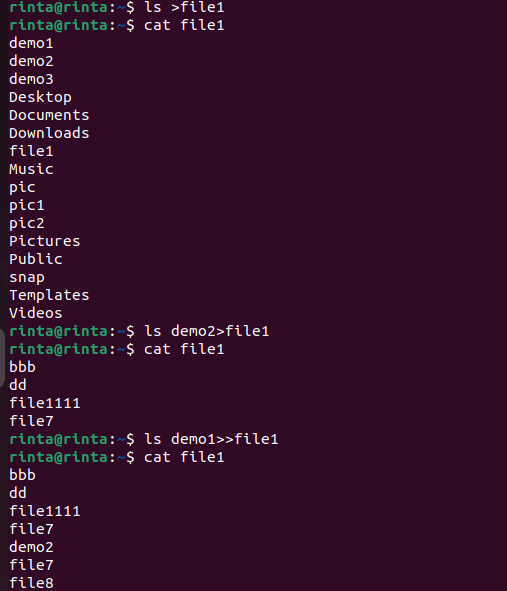 rinta@rinta:~$ ls >file1
rinta@rinta:~$ cat file1
demo1
demo2
demo3
Desktop
Documents
Downloads
file1
Music
pic
pic1
pic2
Pictures
Public
snap
Templates
Videos
rinta@rinta:~$ ls demo2>file1
rinta@rinta:~$ cat file1
bbb
dd
file1111
file7
rinta@rinta:~$ ls demo1>>file1
rinta@rinta:~$ cat file1
bbb
dd
file1111
file7
demo2
file7
file8